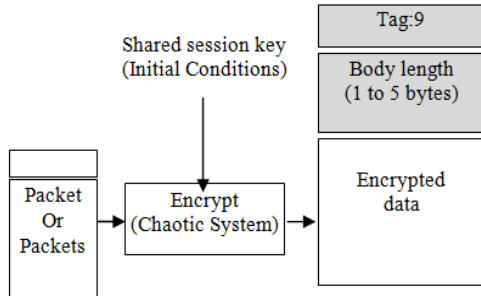 Tag:9
Shared session key
(Initial Conditions)
Body length
(1 to 5 bytes)
Packet
Or
Packets
Encrypt
(Chaotic System)
Encrypted
data